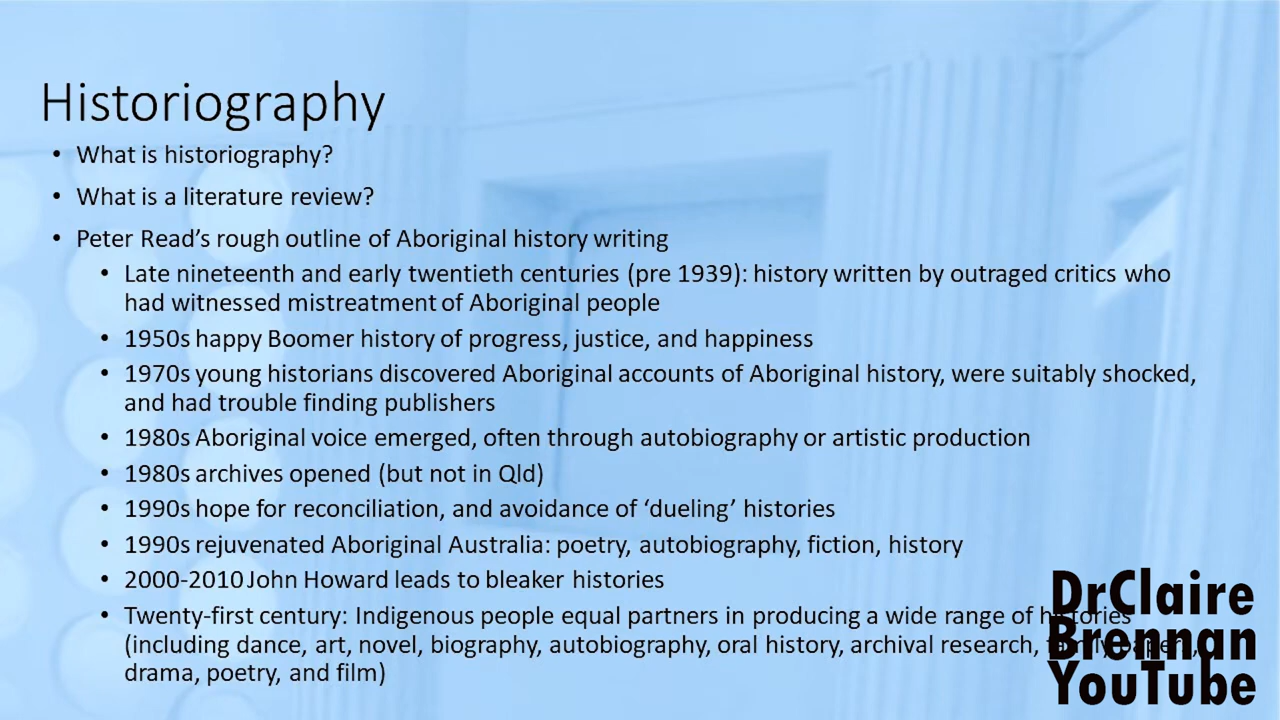 Historiography
• What is historiography?
• What is a literature review?
• Peter Read’s rough outline of Aboriginal history writing
• Late nineteenth and early twentieth centuries (pre 1939): history written by outraged critics who
had witnessed mistreatment of Aboriginal people
• 1950s happy Boomer history of progress, justice, and happiness
• 1970s young historians discovered Aboriginal accounts of Aboriginal history, were suitably shocked,
and had trouble finding publishers
• 1980s Aboriginal voice emerged, often through autobiography or artistic production
• 1980s archives opened (but not in Qld)
• 1990s hope for reconciliation, and avoidance of ‘dueling’ histories
• 1990s rejuvenated Aboriginal Australia: poetry, autobiography, fiction, history
• 2000-2010 John Howard leads to bleaker histories
• Twenty-first century: Indigenous people equal partners in producing a wide range of histories
(including dance, art, novel, biography, autobiography, oral history, archival research,
drama, poetry, and film)
DrClaire
Brennan
YouTube